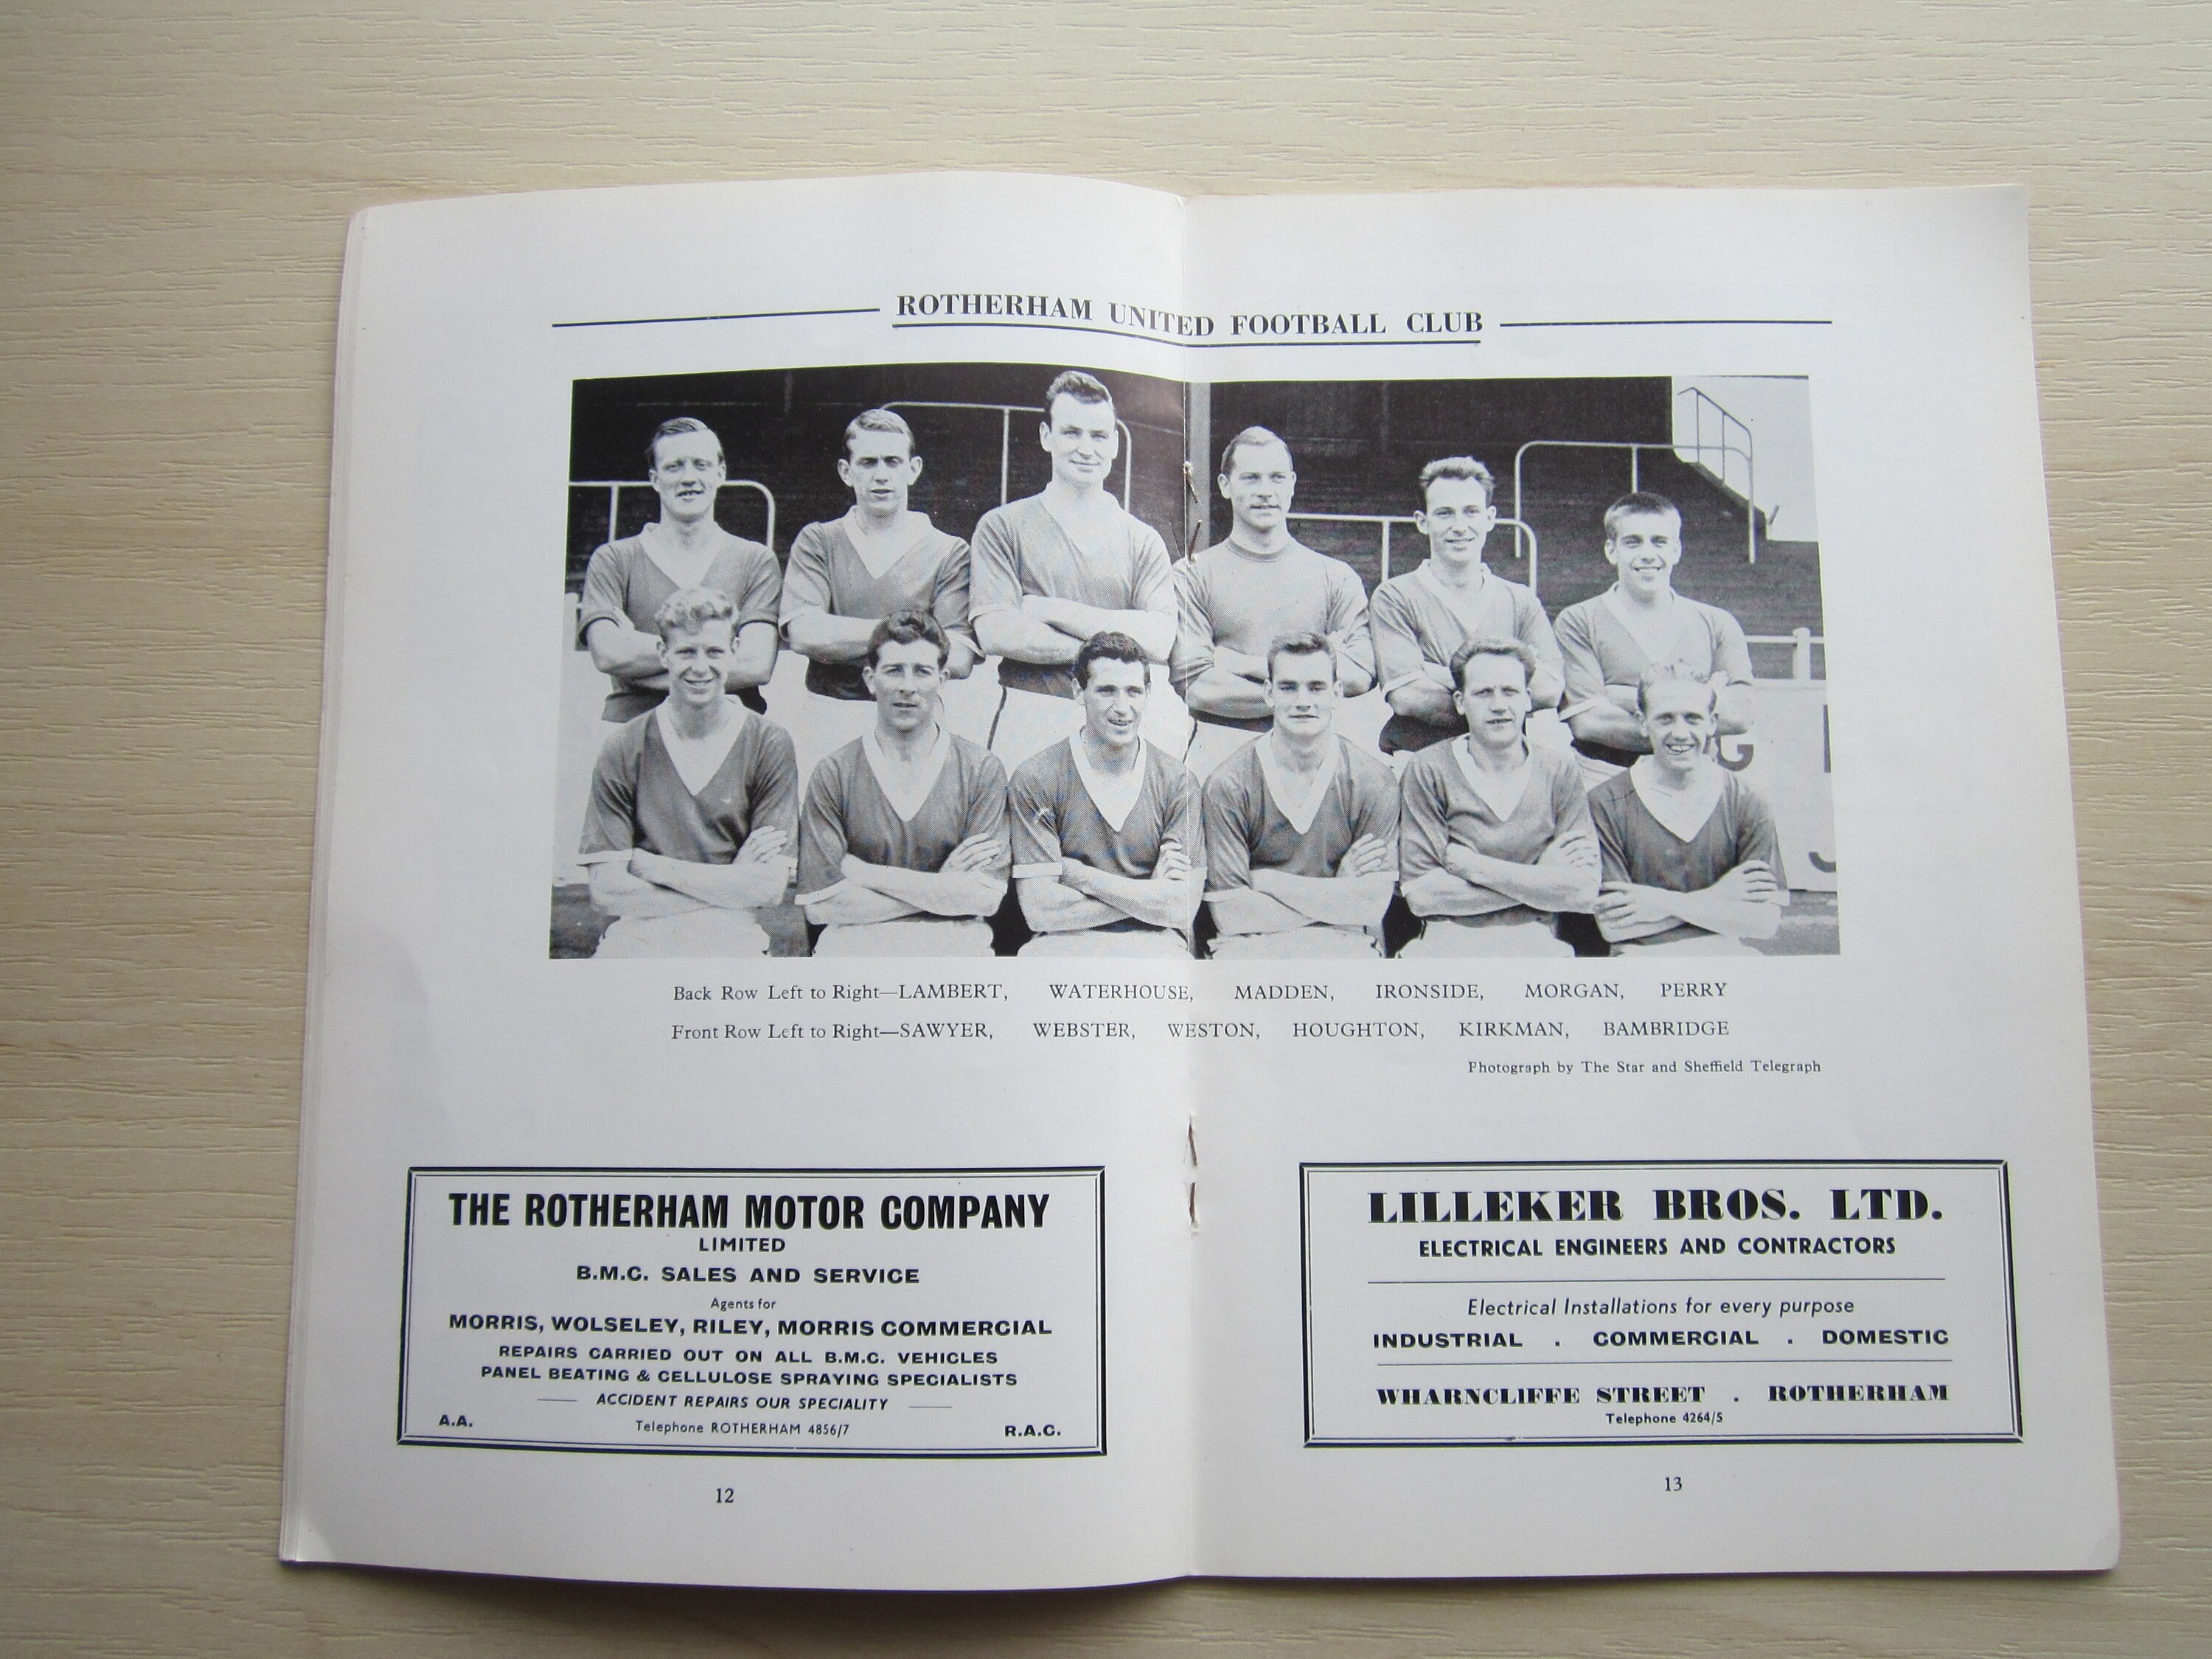 ROTHERHAM UNITED FOOTBALL CLUB
G
Back Row Left to Right—LAMBERT, WATERHOUSE, MADDEN, IRONSIDE, MORGAN, PERRY
Front Row Left to Right—SAWYER, WEBSTER, WESTON, HOUGHTON, KIRKMAN, BAMBRIDGE
Photograph by The Star and Sheffield Telegraph
THE ROTHERHAM MOTOR COMPANY
LIMITED
B.M.C. SALES AND SERVICE
Agents for
MORRIS, WOLSELEY, RILEY, MORRIS COMMERCIAL
REPAIRS CARRIED OUT ON ALL B.M.C. VEHICLES
PANEL BEATING & CELLULOSE SPRAYING SPECIALISTS
ACCIDENT REPAIRS OUR SPECIALITY
A.A. Telephone ROTHERHAM 4856/7 R.A.C.
12
LILLEKER BROS. LTD.
ELECTRICAL ENGINEERS AND CONTRACTORS
Electrical Installations for every purpose
INDUSTRIAL . COMMERCIAL . DOMESTIC
WHARNCLIFFE STREET . ROTHERHAM
Telephone 4264/5
13